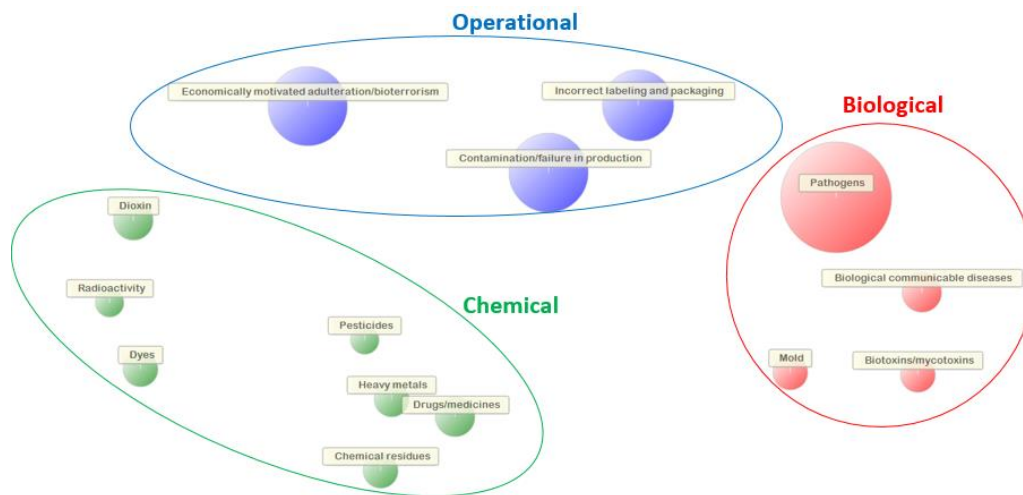 Operational
Economically motivated adulteration/bioterrorism
Incorrect labeling and packaging
Contamination/failure in production
Biological
Pathogens
Biological communicable diseases
Mold
Biotoxins/mycotoxins
Chemical
Dioxin
Radioactivity
Dyes
Pesticides
Heavy metals
Drugs/medicines
Chemical residues